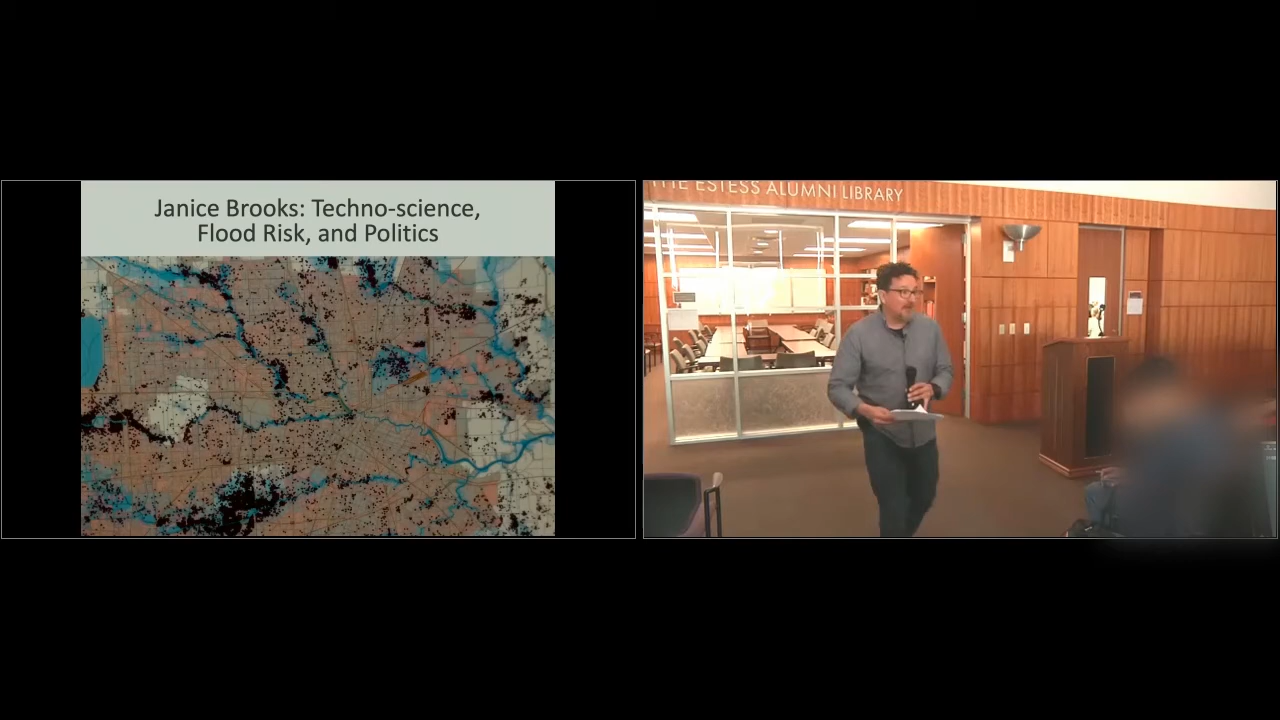 Janice Brooks: Techno-science,
Flood Risk, and Politics
THE ESTESS ALUMNI LIBRARY